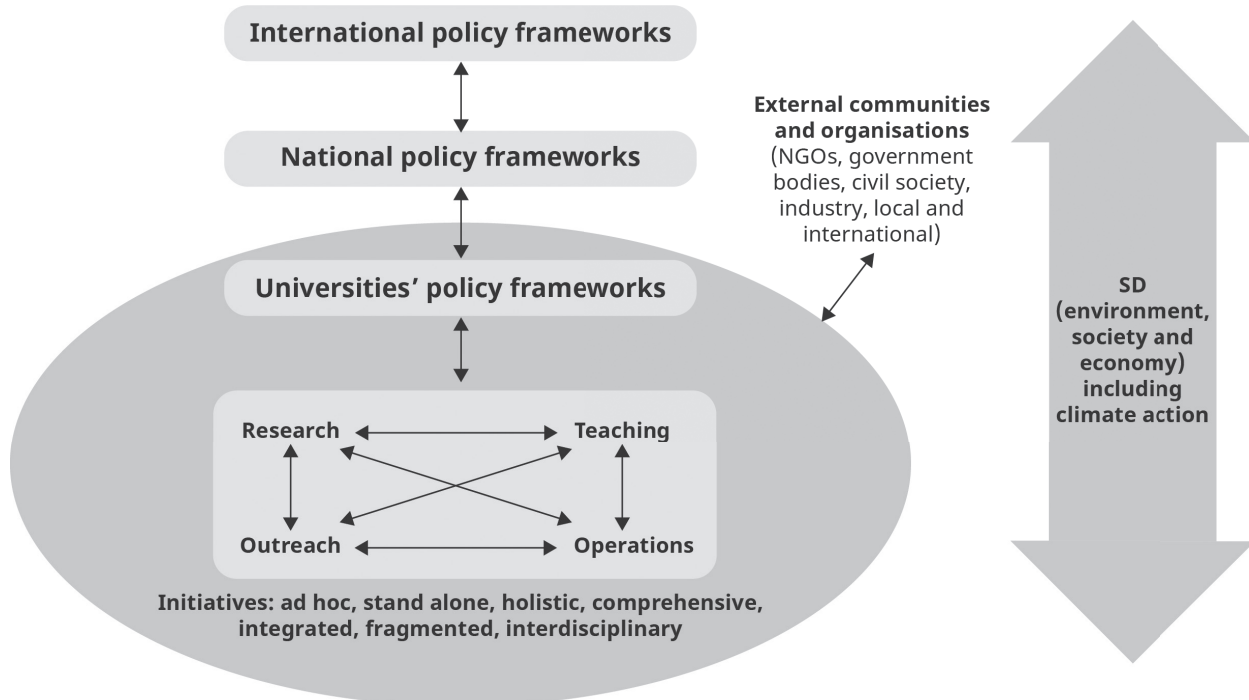 International policy frameworks
National policy frameworks
External communities
and organisations
(NGOs, government
bodies, civil society,
industry, local and
international)
Universities’ policy frameworks
SD
(environment,
society and
economy)
including
climate action
Research
Teaching
Outreach
Operations
Initiatives: ad hoc, stand alone, holistic, comprehensive,
integrated, fragmented, interdisciplinary